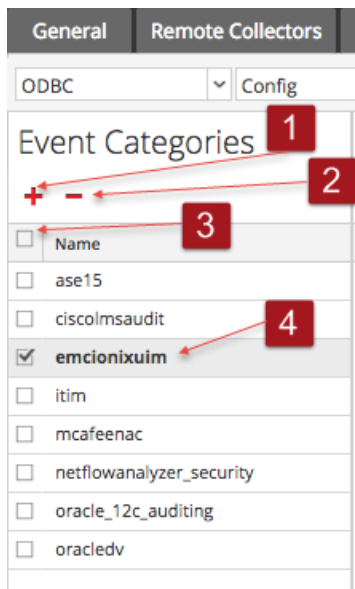 General Remote Collectors
ODBC Config
Event Categories
1
+ −
2
3
Name
ase15
ciscolmsaudit
4
emcionixuim
itim
mcafeenac
netflowanalyzer_security
oracle_12c_auditing
oracledv